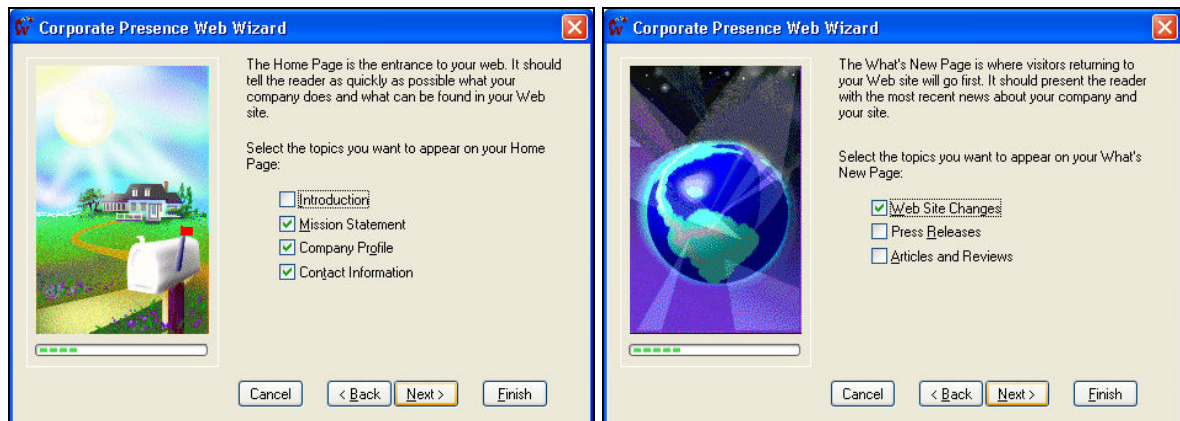 Corporate Presence Web Wizard
The Home Page is the entrance to your web. It should
tell the reader as quickly as possible what your
company does and what can be found in your Web
site.
Select the topics you want to appear on your Home
Page:
Introduction
Mission Statement
Company Profile
Contact Information
Cancel
< Back
Next >
Finish
Corporate Presence Web Wizard
The What's New Page is where visitors returning to
your Web site will go first. It should present the reader
with the most recent news about your company and
your site.
Select the topics you want to appear on your What's
New Page:
Web Site Changes
Press Releases
Articles and Reviews
Cancel
< Back
Next >
Finish